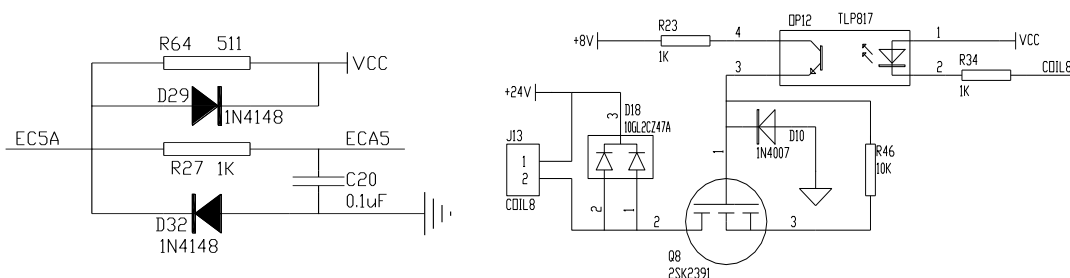 R64 511
VCC
D29
1N4148
EC5A
ECA5
R27 1K
C20
0.1uF
D32
1N4148
OP12 TLP817
R23
4
1
+8V
VCC
1K
3
2
R34
COIL8
1K
+24V
3
D18
10GL2CZ47A
J13
1
2
COIL8
1
D10
1N4007
R46
10K
2
1
2
3
Q8
2SK2391